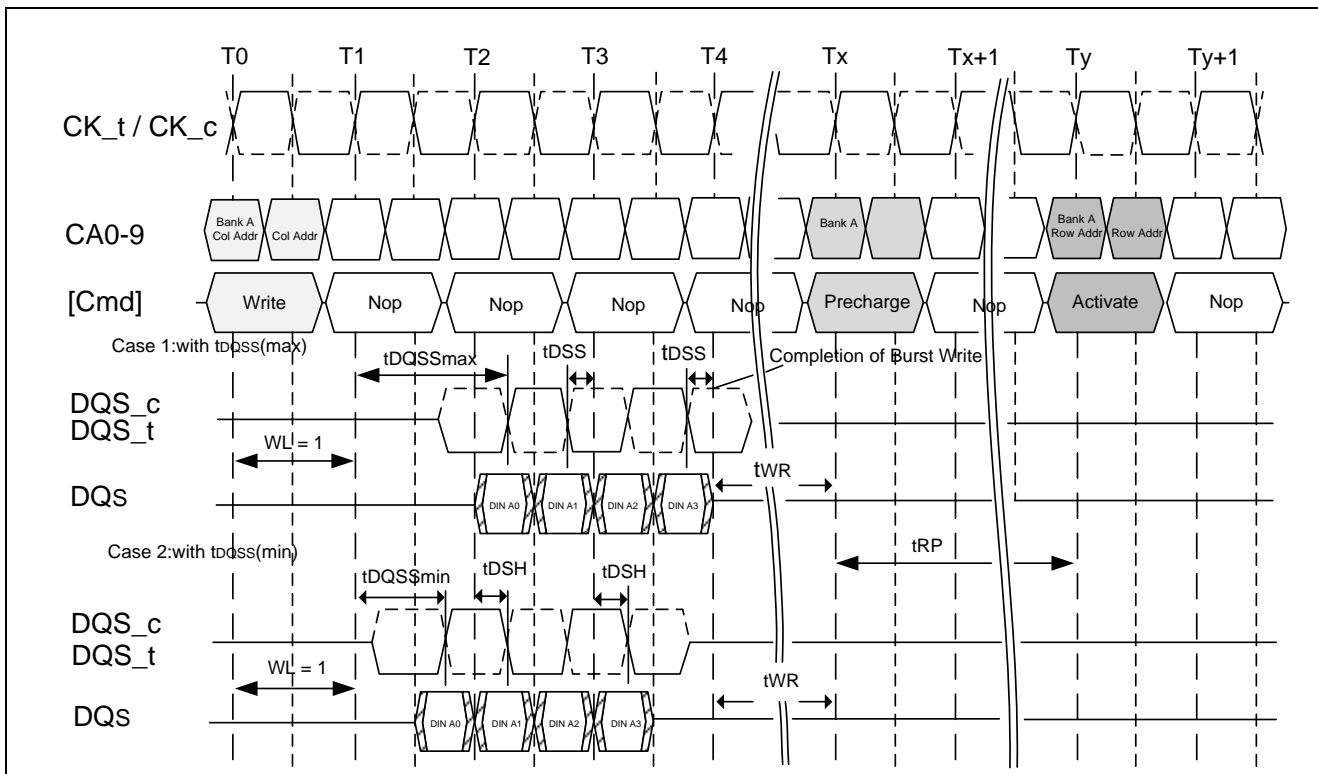 T0 T1 T2 T3 T4 Tx Tx+1 Ty Ty+1
CK_t / CK_c
CA0-9
Bank A
Col Addr
Col Addr
Bank A
Bank A
Row Addr
Row Addr
[Cmd]
Write Nop Nop Nop Nop Precharge Nop Activate Nop
Case 1:with tDQSS(max)
tDQSSmax tDSS tDSS Completion of Burst Write
DQS_c
DQS_t
WL = 1
tWR
DQs
DIN A0 DIN A1 DIN A2 DIN A3
Case 2:with tDQSS(min)
tRP
tDQSSmin tDSH tDSH
DQS_c
DQS_t
WL = 1
tWR
DQs
DIN A0 DIN A1 DIN A2 DIN A3